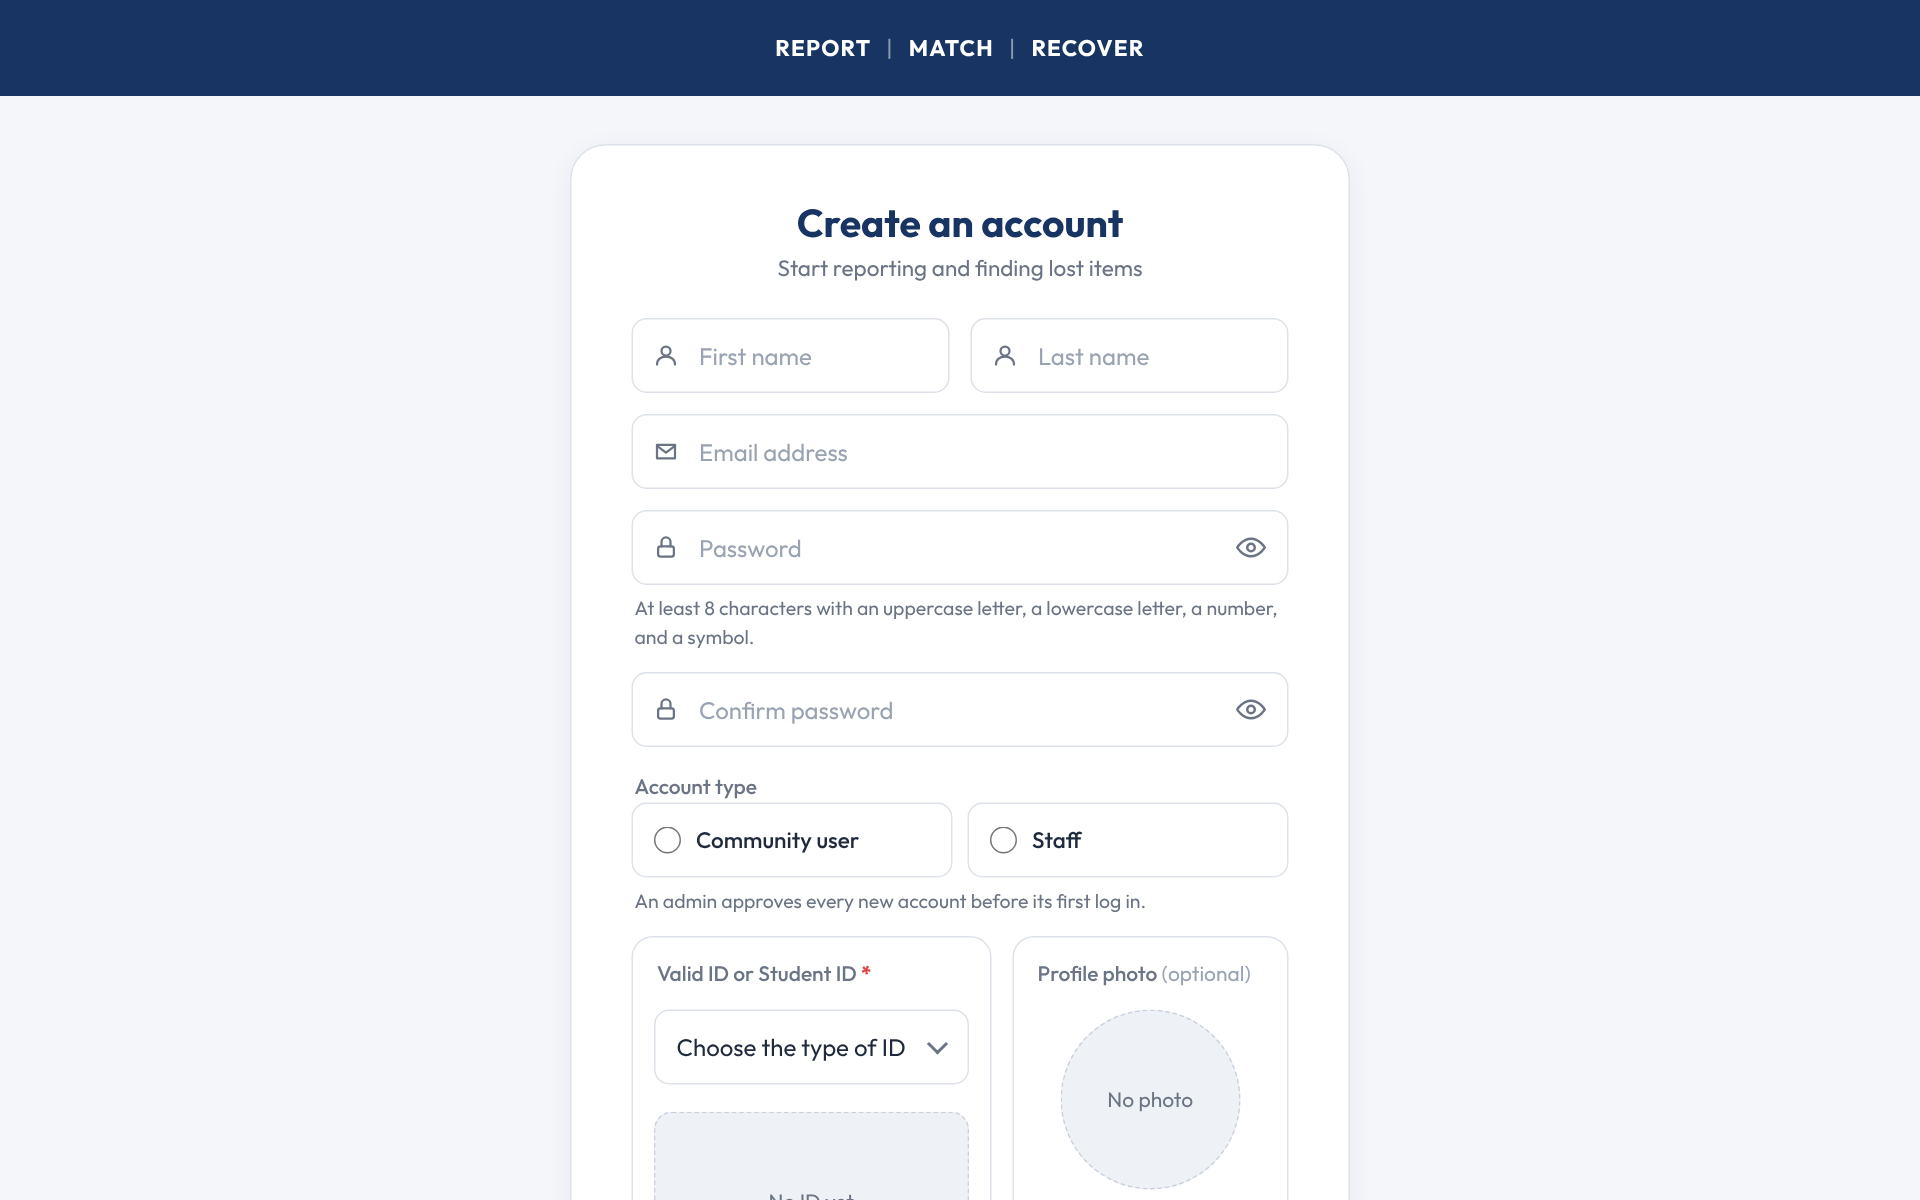 REPORT | MATCH | RECOVER
Create an account
Start reporting and finding lost items
First name
Last name
Email address
Password
At least 8 characters with an uppercase letter, a lowercase letter, a number,
and a symbol.
Confirm password
Account type
Community user
Staff
An admin approves every new account before its first log in.
Valid ID or Student ID *
Choose the type of ID
Profile photo (optional)
No photo